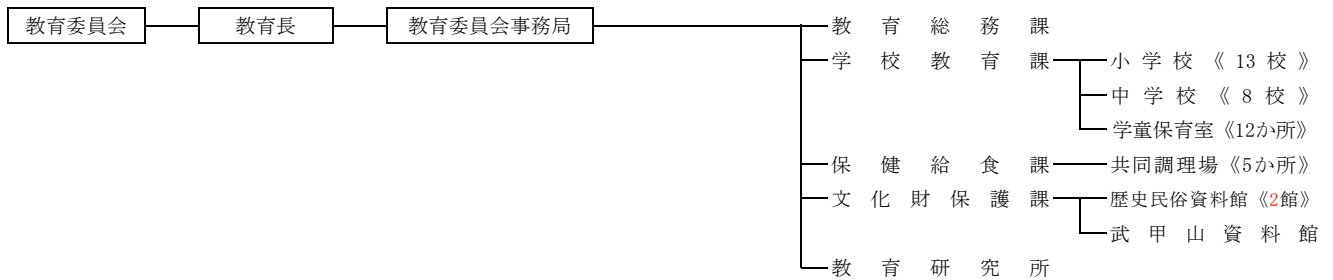 教育委員会 教育長 教育委員会事務局 教育総務課
学校教育課 小学校《13校》
中学校《8校》
学童保育室《12か所》
保健給食課 共同調理場《5か所》
文化財保護課 歴史民俗資料館《2館》
武甲山資料館
教育研究所